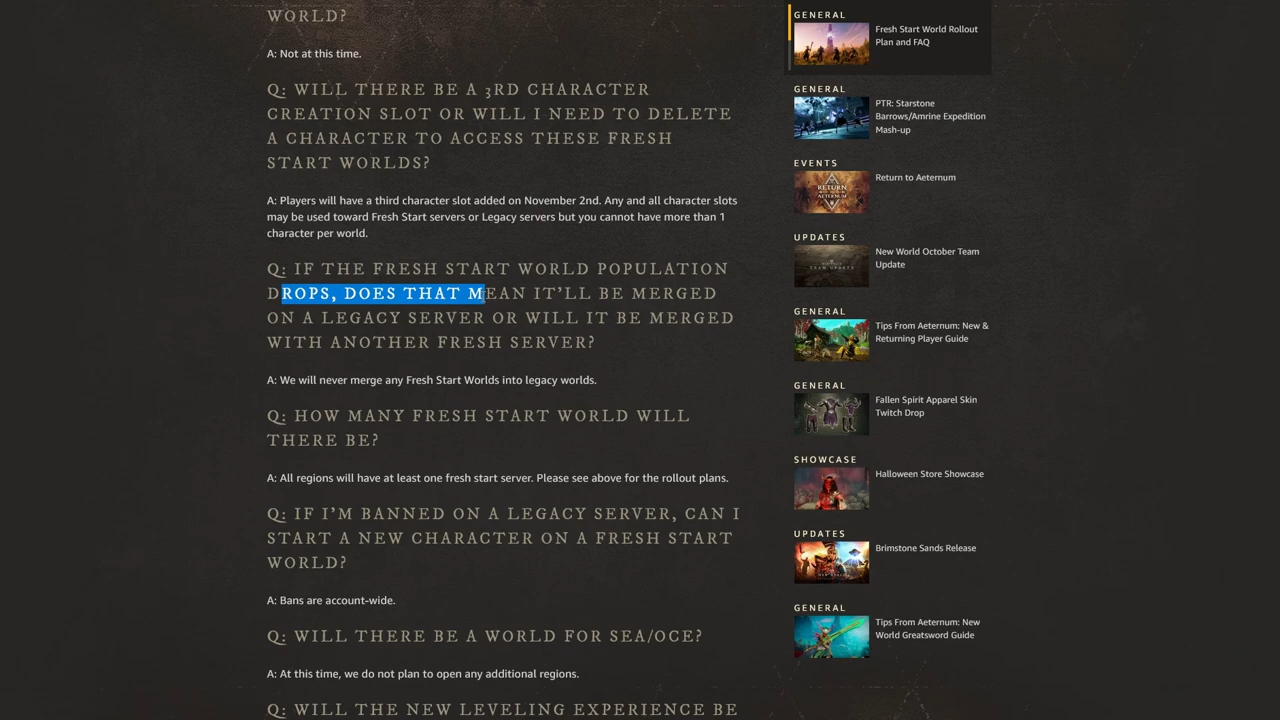 WORLD?
A: Not at this time.
Q: WILL THERE BE A 3RD CHARACTER
CREATION SLOT OR WILL I NEED TO DELETE
A CHARACTER TO ACCESS THESE FRESH
START WORLDS?
A: Players will have a third character slot added on November 2nd. Any and all character slots
may be used toward Fresh Start servers or Legacy servers but you cannot have more than 1
character per world.
Q: IF THE FRESH START WORLD POPULATION
DROPS, DOES THAT MEAN IT'LL BE MERGED
ON A LEGACY SERVER OR WILL IT BE MERGED
WITH ANOTHER FRESH SERVER?
A: We will never merge any Fresh Start Worlds into legacy worlds.
Q: HOW MANY FRESH START WORLD WILL
THERE BE?
A: All regions will have at least one fresh start server. Please see above for the rollout plans.
Q: IF I'M BANNED ON A LEGACY SERVER, CAN I
START A NEW CHARACTER ON A FRESH START
WORLD?
A: Bans are account-wide.
Q: WILL THERE BE A WORLD FOR SEA/OCE?
A: At this time, we do not plan to open any additional regions.
Q: WILL THE NEW LEVELING EXPERIENCE BE
GENERAL
Fresh Start World Rollout
Plan and FAQ
GENERAL
PTR: Starstone
Barrows/Amrine Expedition
Mash-up
EVENTS
RETURN
TO
AETERNUM
Return to Aeternum
UPDATES
TEAM UPDATE
New World October Team
Update
GENERAL
Tips From Aeternum: New &
Returning Player Guide
GENERAL
Fallen Spirit Apparel Skin
Twitch Drop
SHOWCASE
Halloween Store Showcase
UPDATES
Brimstone Sands Release
GENERAL
Tips From Aeternum: New
World Greatsword Guide